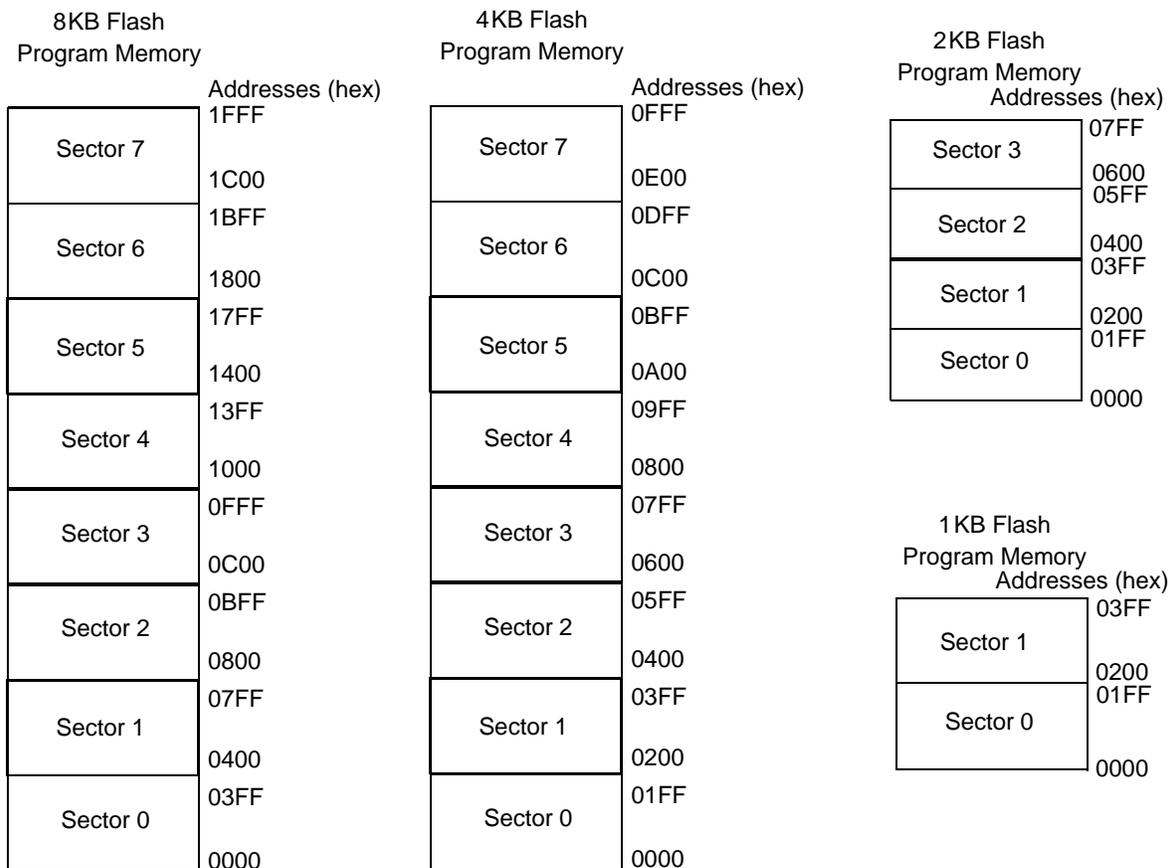 8KB Flash
Program Memory
Addresses (hex)
1FFF
Sector 7
1C00
1BFF
Sector 6
1800
17FF
Sector 5
1400
13FF
Sector 4
1000
0FFF
Sector 3
0C00
0BFF
Sector 2
0800
07FF
Sector 1
0400
03FF
Sector 0
0000
4KB Flash
Program Memory
Addresses (hex)
0FFF
Sector 7
0E00
0DFF
Sector 6
0C00
0BFF
Sector 5
0A00
09FF
Sector 4
0800
07FF
Sector 3
0600
05FF
Sector 2
0400
03FF
Sector 1
0200
01FF
Sector 0
0000
2KB Flash
Program Memory
Addresses (hex)
07FF
Sector 3
0600
05FF
Sector 2
0400
03FF
Sector 1
0200
01FF
Sector 0
0000
1KB Flash
Program Memory
Addresses (hex)
03FF
Sector 1
0200
01FF
Sector 0
0000